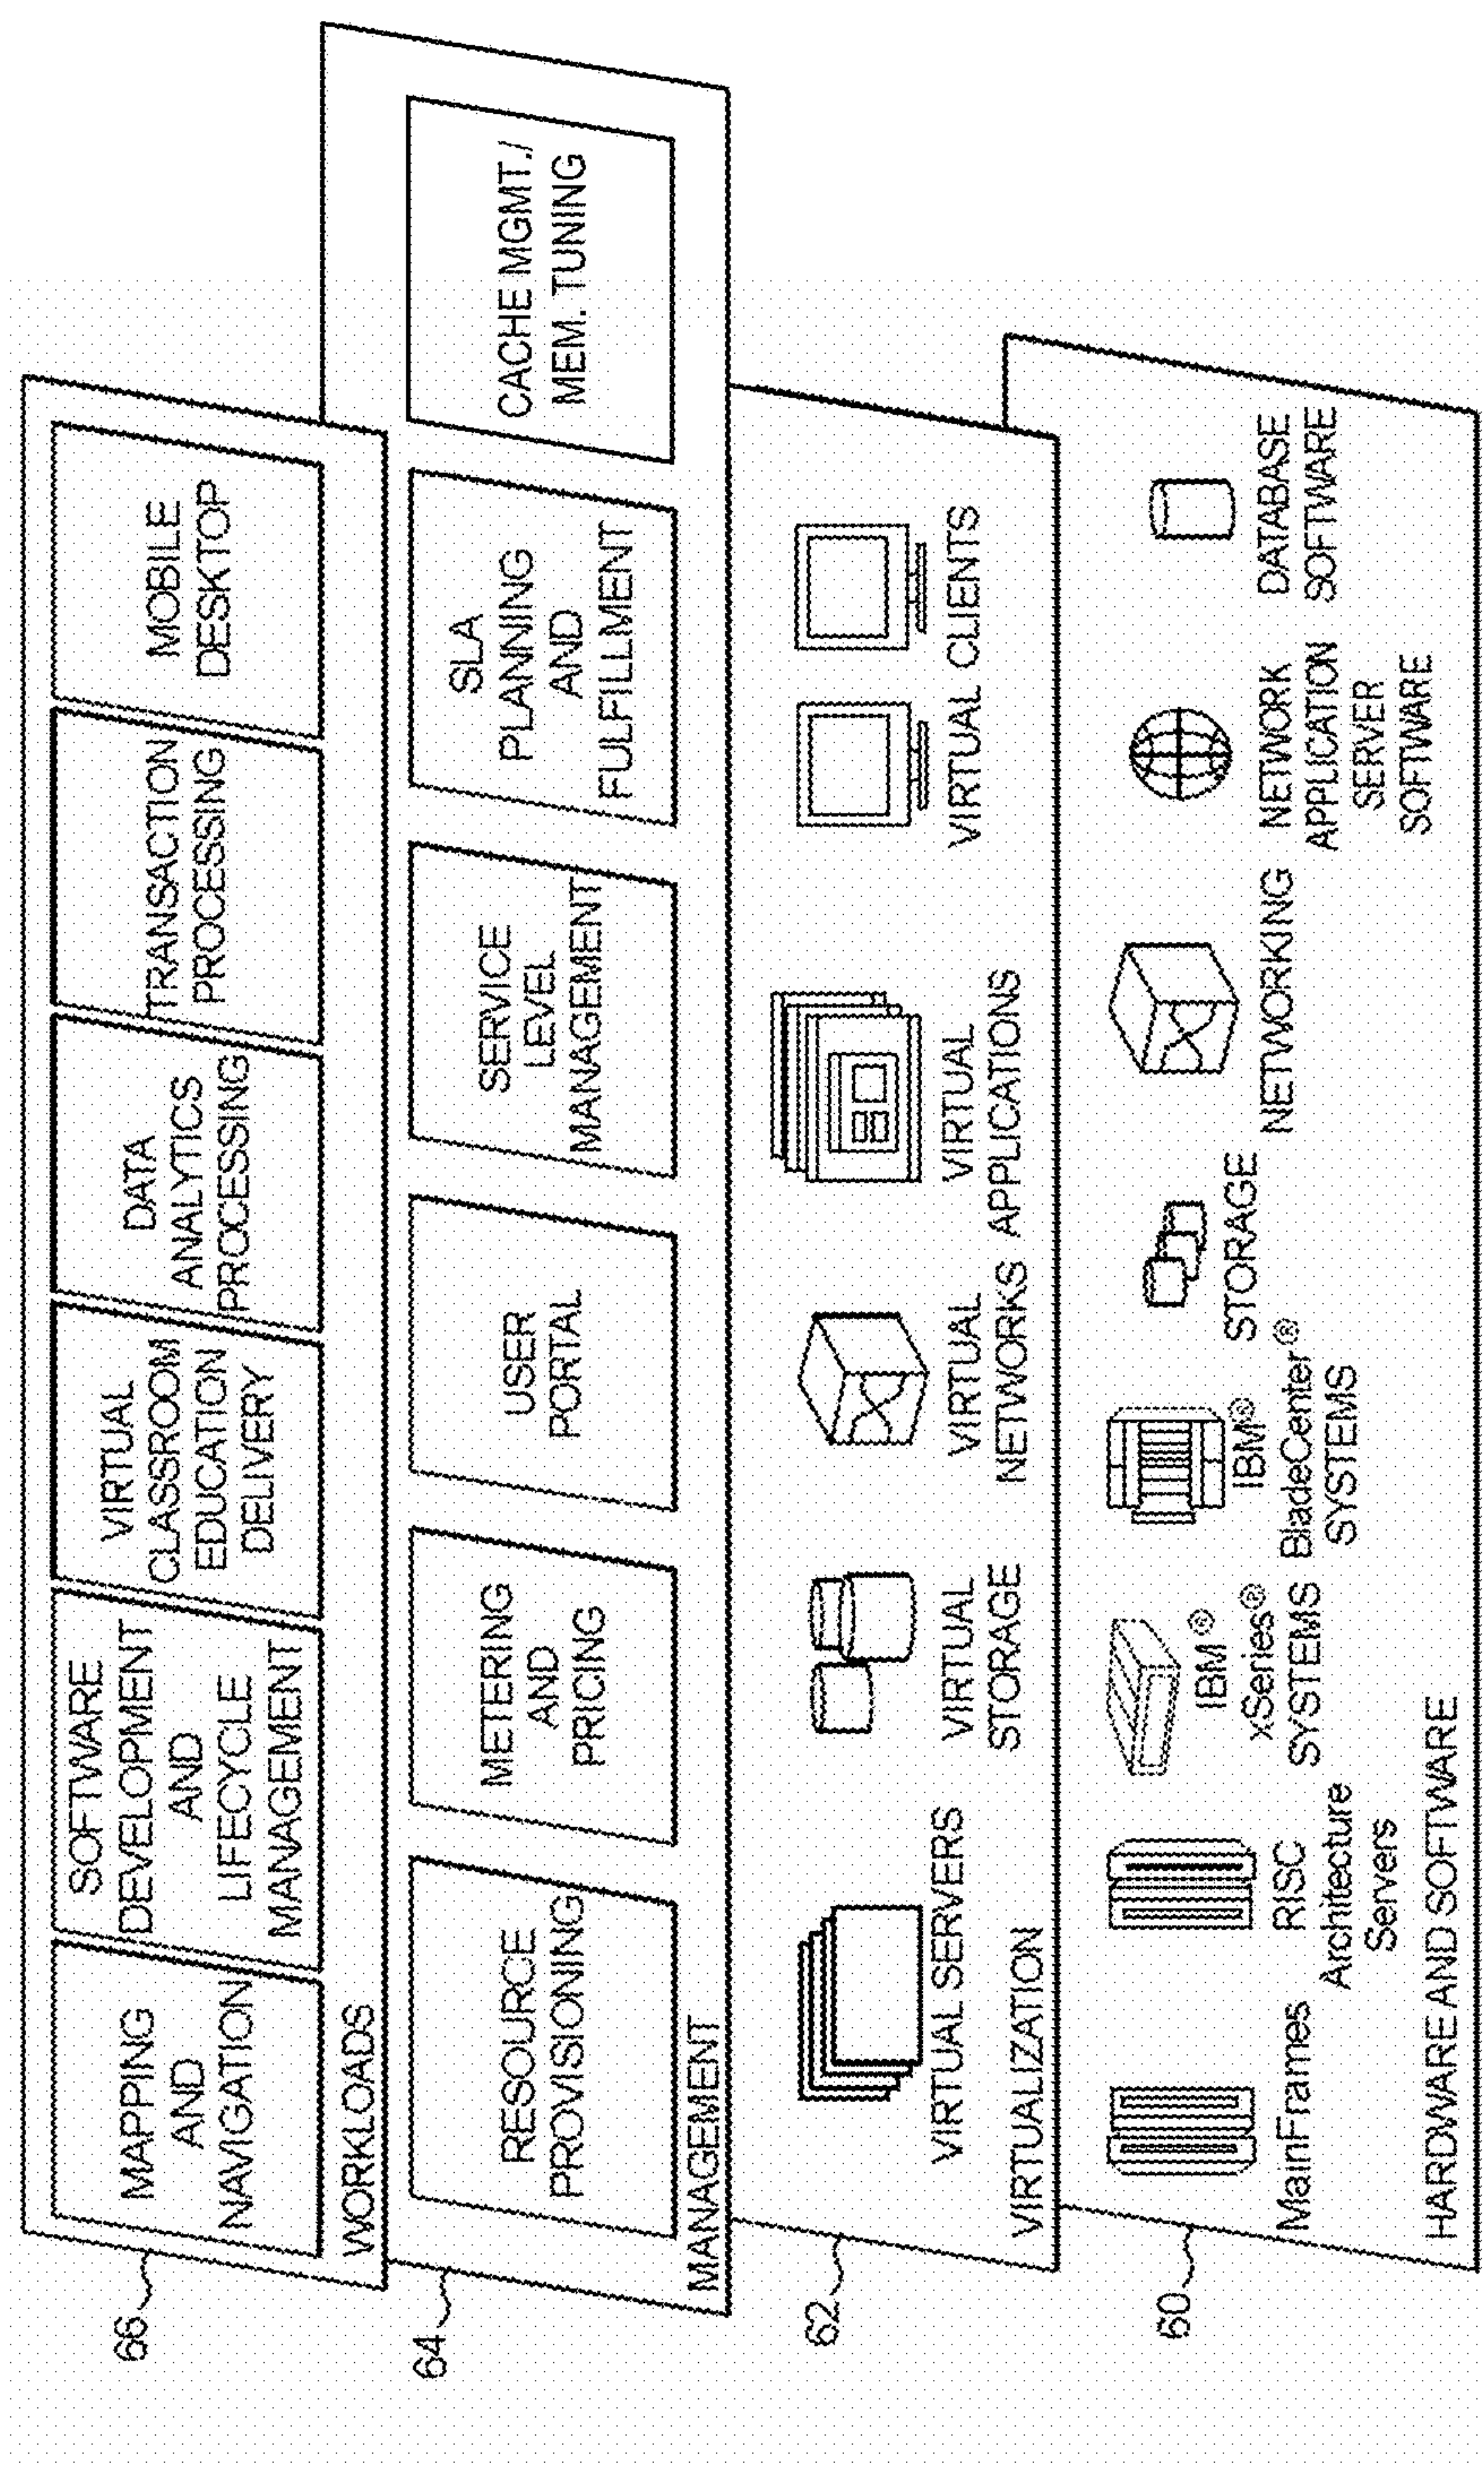 66
MAPPING
AND
NAVIGATION
SOFTWARE
DEVELOPMENT
AND
LIFECYCLE
MANAGEMENT
VIRTUAL
CLASSROOM
EDUCATION
DELIVERY
DATA
ANALYTICS
PROCESSING
TRANSACTION
PROCESSING
MOBILE
DESKTOP
WORKLOADS
64
RESOURCE
PROVISIONING
METERING
AND
PRICING
USER
PORTAL
SERVICE
LEVEL
MANAGEMENT
SLA
PLANNING
AND
FULFILLMENT
CACHE MGMT./
MEM. TUNING
MANAGEMENT
62
VIRTUAL SERVERS
VIRTUAL
STORAGE
VIRTUAL
NETWORKS
VIRTUAL
APPLICATIONS
VIRTUAL CLIENTS
VIRTUALIZATION
60
MainFrames
RISC
Architecture
Servers
IBM®
xSeries®
SYSTEMS
IBM®
BladeCenter®
SYSTEMS
STORAGE
NETWORKING
NETWORK
APPLICATION
SERVER
SOFTWARE
DATABASE
SOFTWARE
HARDWARE AND SOFTWARE